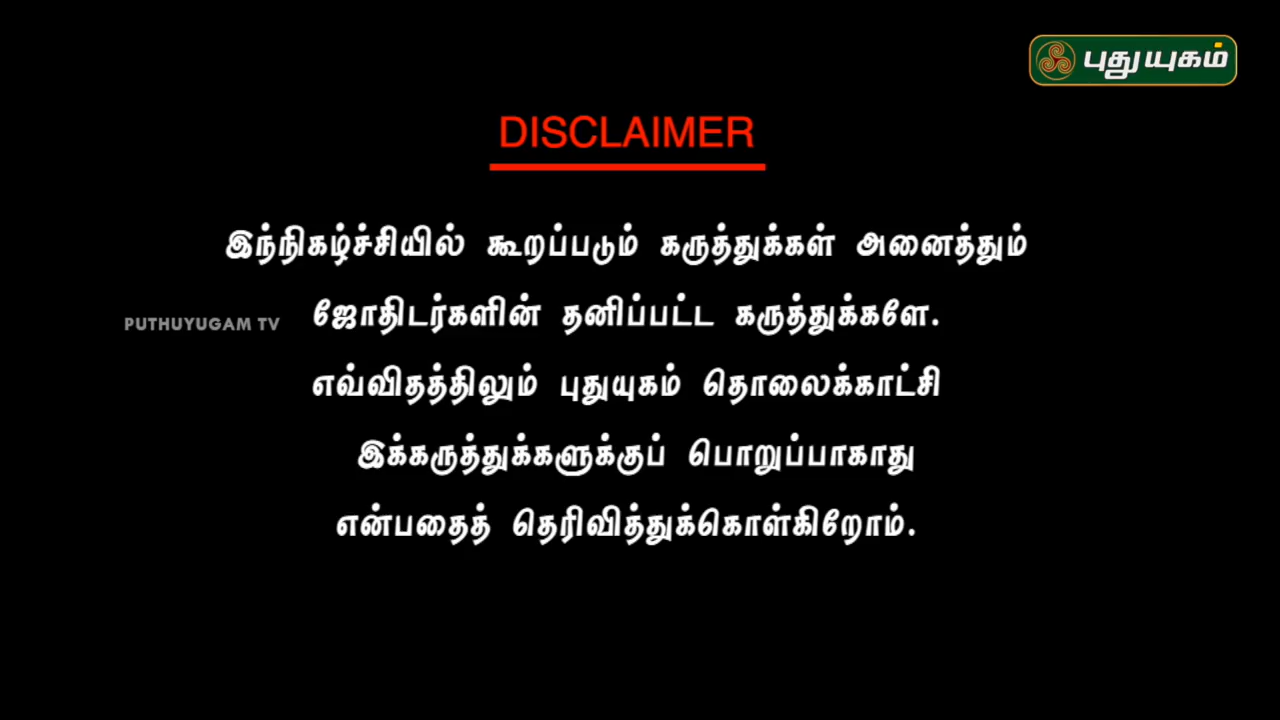 புதுயுகம்
DISCLAIMER
இந்நிகழ்ச்சியில் கூறப்படும் கருத்துக்கள் அனைத்தும்
PUTHUYUGAM TV
ஜோதிடர்களின் தனிப்பட்ட கருத்துக்களே.
எவ்விதத்திலும் புதுயுகம் தொலைக்காட்சி
இக்கருத்துக்களுக்குப் பொறுப்பாகாது
என்பதைத் தெரிவித்துக்கொள்கிறோம்.